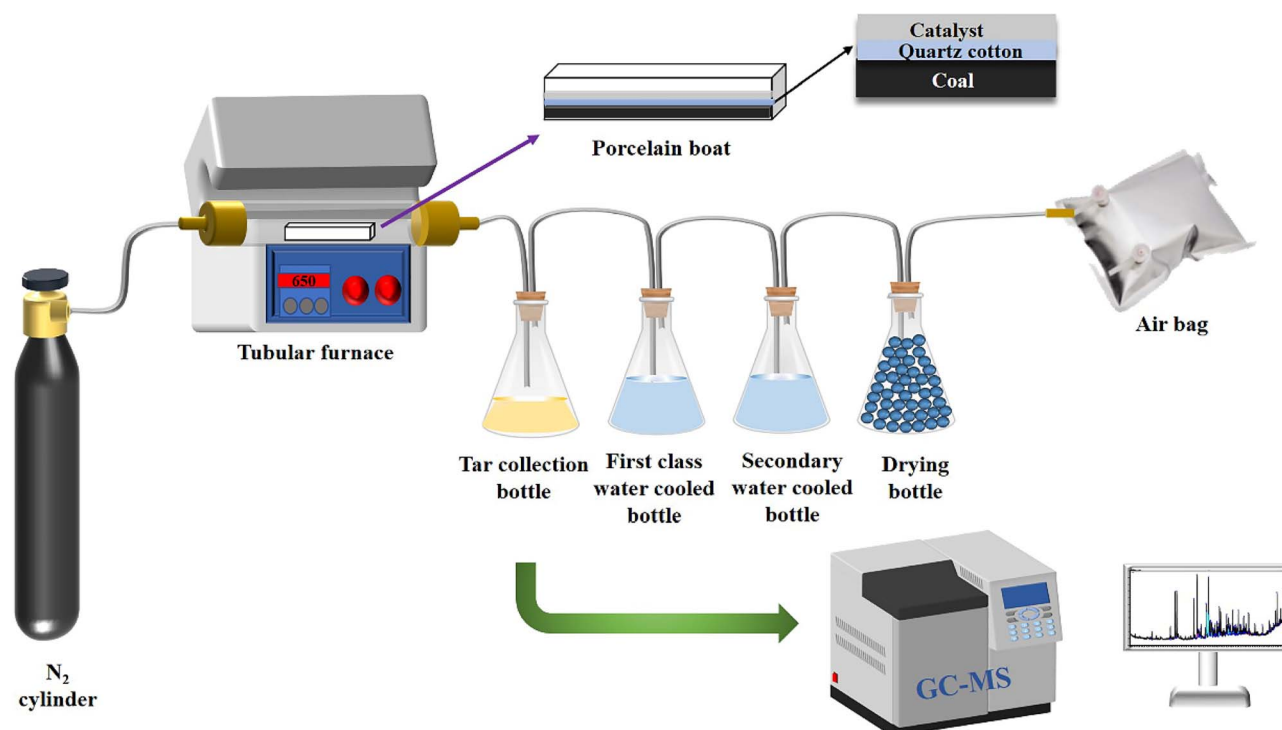 Catalyst
Quartz cotton
Coal
Porcelain boat
650
Tubular furnace
Air bag
Tar collection
bottle
First class
water cooled
bottle
Secondary
water cooled
bottle
Drying
bottle
N₂
cylinder
GC-MS